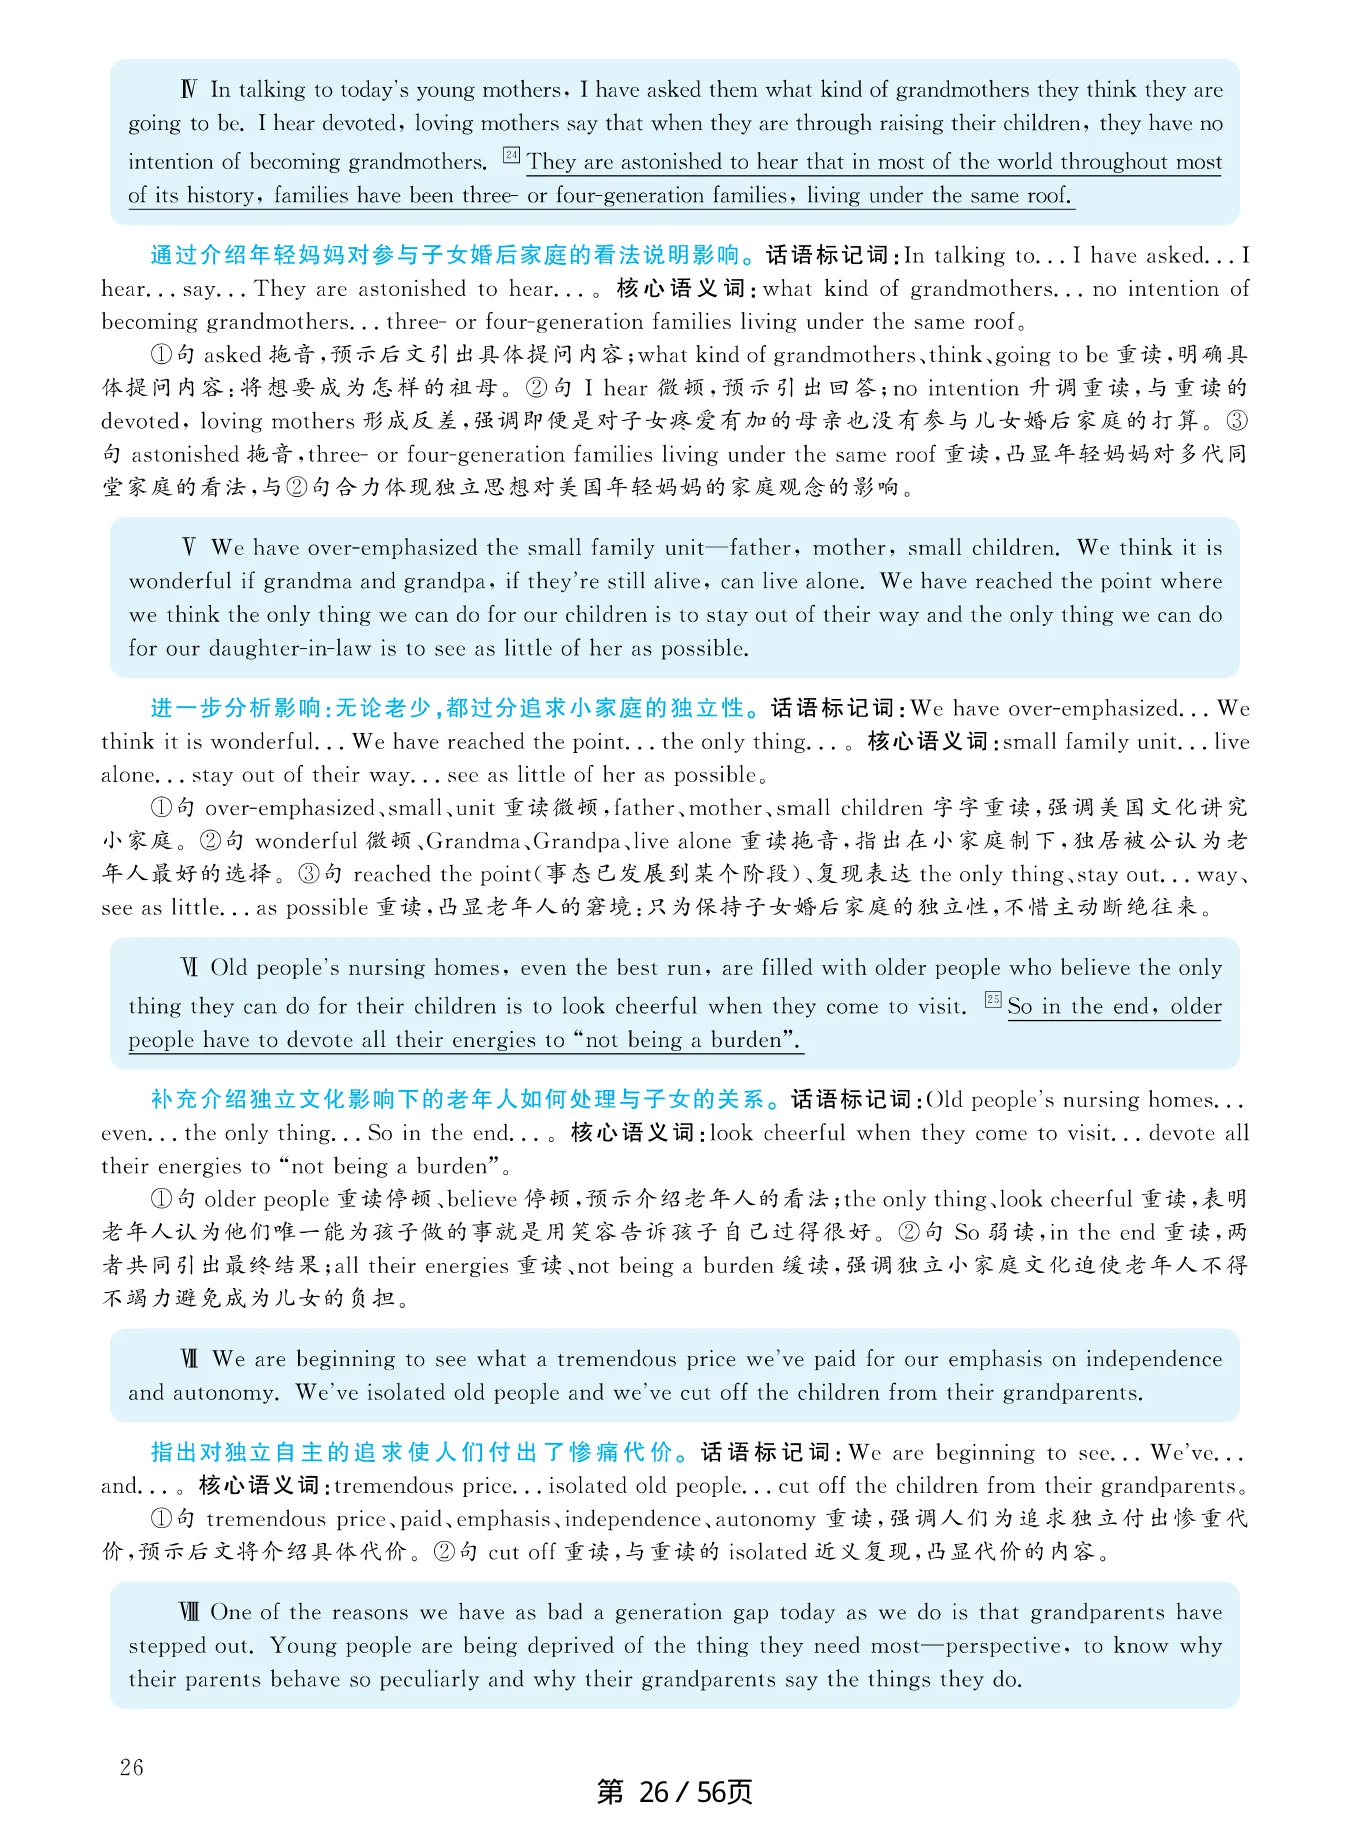 Ⅳ In talking to today's young mothers, I have asked them what kind of grandmothers they think they are
going to be. I hear devoted, loving mothers say that when they are through raising their children, they have no
intention of becoming grandmothers. 24 They are astonished to hear that in most of the world throughout most
of its history, families have been three- or four-generation families, living under the same roof.
通过介绍年轻妈妈对参与子女婚后家庭的看法说明影响。话语标记词:In talking to...I have asked...I
hear...say...They are astonished to hear...。核心语义词:what kind of grandmothers...no intention of
becoming grandmothers...three- or four-generation families living under the same roof。
①句 asked 拖音,预示后文引出具体提问内容;what kind of grandmothers、think、going to be 重读,明确具
体提问内容:将想要成为怎样的祖母。②句 I hear 微顿,预示引出回答;no intention 升调重读,与重读的
devoted, loving mothers 形成反差,强调即便是对子女疼爱有加的母亲也没有参与儿女婚后家庭的打算。③
句 astonished 拖音,three- or four-generation families living under the same roof 重读,凸显年轻妈妈对多代同
堂家庭的看法,与②句合力体现独立思想对美国年轻妈妈的家庭观念的影响。
Ⅴ We have over-emphasized the small family unit—father, mother, small children. We think it is
wonderful if grandma and grandpa, if they're still alive, can live alone. We have reached the point where
we think the only thing we can do for our children is to stay out of their way and the only thing we can do
for our daughter-in-law is to see as little of her as possible.
进一步分析影响:无论老少,都过分追求小家庭的独立性。话语标记词:We have over-emphasized...We
think it is wonderful...We have reached the point...the only thing...。核心语义词:small family unit...live
alone...stay out of their way...see as little of her as possible。
①句 over-emphasized、small、unit 重读微顿,father、mother、small children 字字重读,强调美国文化讲究
小家庭。②句 wonderful 微顿、Grandma、Grandpa、live alone 重读拖音,指出在小家庭制下,独居被公认为老
年人最好的选择。③句 reached the point(事态已发展到某个阶段)、复现表达 the only thing、stay out...way、
see as little...as possible 重读,凸显老年人的窘境:只为保持子女婚后家庭的独立性,不惜主动断绝往来。
Ⅵ Old people's nursing homes, even the best run, are filled with older people who believe the only
thing they can do for their children is to look cheerful when they come to visit. 25 So in the end, older
people have to devote all their energies to “not being a burden”.
补充介绍独立文化影响下的老年人如何处理与子女的关系。话语标记词:Old people's nursing homes...
even...the only thing...So in the end...。核心语义词:look cheerful when they come to visit...devote all
their energies to “not being a burden”。
①句 older people 重读停顿、believe 停顿,预示介绍老年人的看法;the only thing、look cheerful 重读,表明
老年人认为他们唯一能为孩子做的事就是用笑容告诉孩子自己过得很好。②句 So 弱读,in the end 重读,两
者共同引出最终结果;all their energies 重读、not being a burden 缓读,强调独立小家庭文化迫使老年人不得
不竭力避免成为儿女的负担。
Ⅶ We are beginning to see what a tremendous price we've paid for our emphasis on independence
and autonomy. We've isolated old people and we've cut off the children from their grandparents.
指出对独立自主的追求使人们付出了惨痛代价。话语标记词:We are beginning to see...We've...
and...。核心语义词:tremendous price...isolated old people...cut off the children from their grandparents。
①句 tremendous price、paid、emphasis、independence、autonomy 重读,强调人们为追求独立付出惨重代
价,预示后文将介绍具体代价。②句 cut off 重读,与重读的 isolated 近义复现,凸显代价的内容。
Ⅷ One of the reasons we have as bad a generation gap today as we do is that grandparents have
stepped out. Young people are being deprived of the thing they need most—perspective, to know why
their parents behave so peculiarly and why their grandparents say the things they do.
26
第 26 / 56页